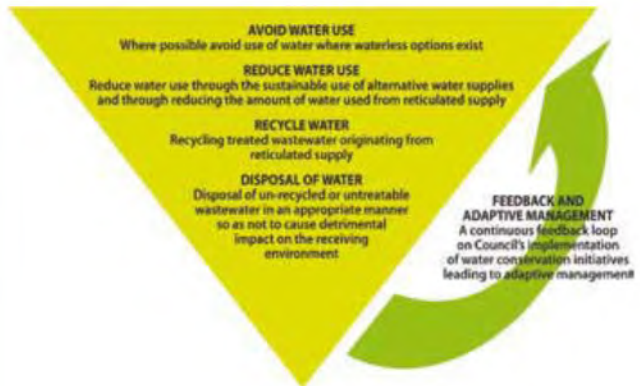 AVOID WATER USE
Where possible avoid use of water where waterless options exist
REDUCE WATER USE
Reduce water use through the sustainable use of alternative water supplies
and through reducing the amount of water used from reticulated supply
RECYCLE WATER
Recycling treated wastewater originating from
reticulated supply
DISPOSAL OF WATER
Disposal of un-recycled or untreatable
wastewater in an appropriate manner
so as not to cause detrimental
impact on the receiving
environment
FEEDBACK AND
ADAPTIVE MANAGEMENT
A continuous feedback loop
on Council's implementation
of water conservation initiatives
leading to adaptive management